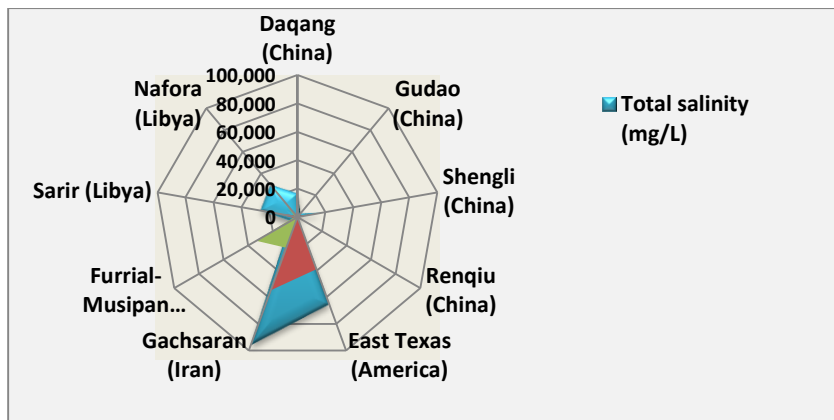 Daqang
(China)
Gudao
(China)
Shengli
(China)
Renqiu
(China)
East Texas
(America)
Gachsaran
(Iran)
Furrial-
Musipan...
Sarir (Libya)
Nafora
(Libya)
100,000
80,000
60,000
40,000
20,000
0
Total salinity
(mg/L)